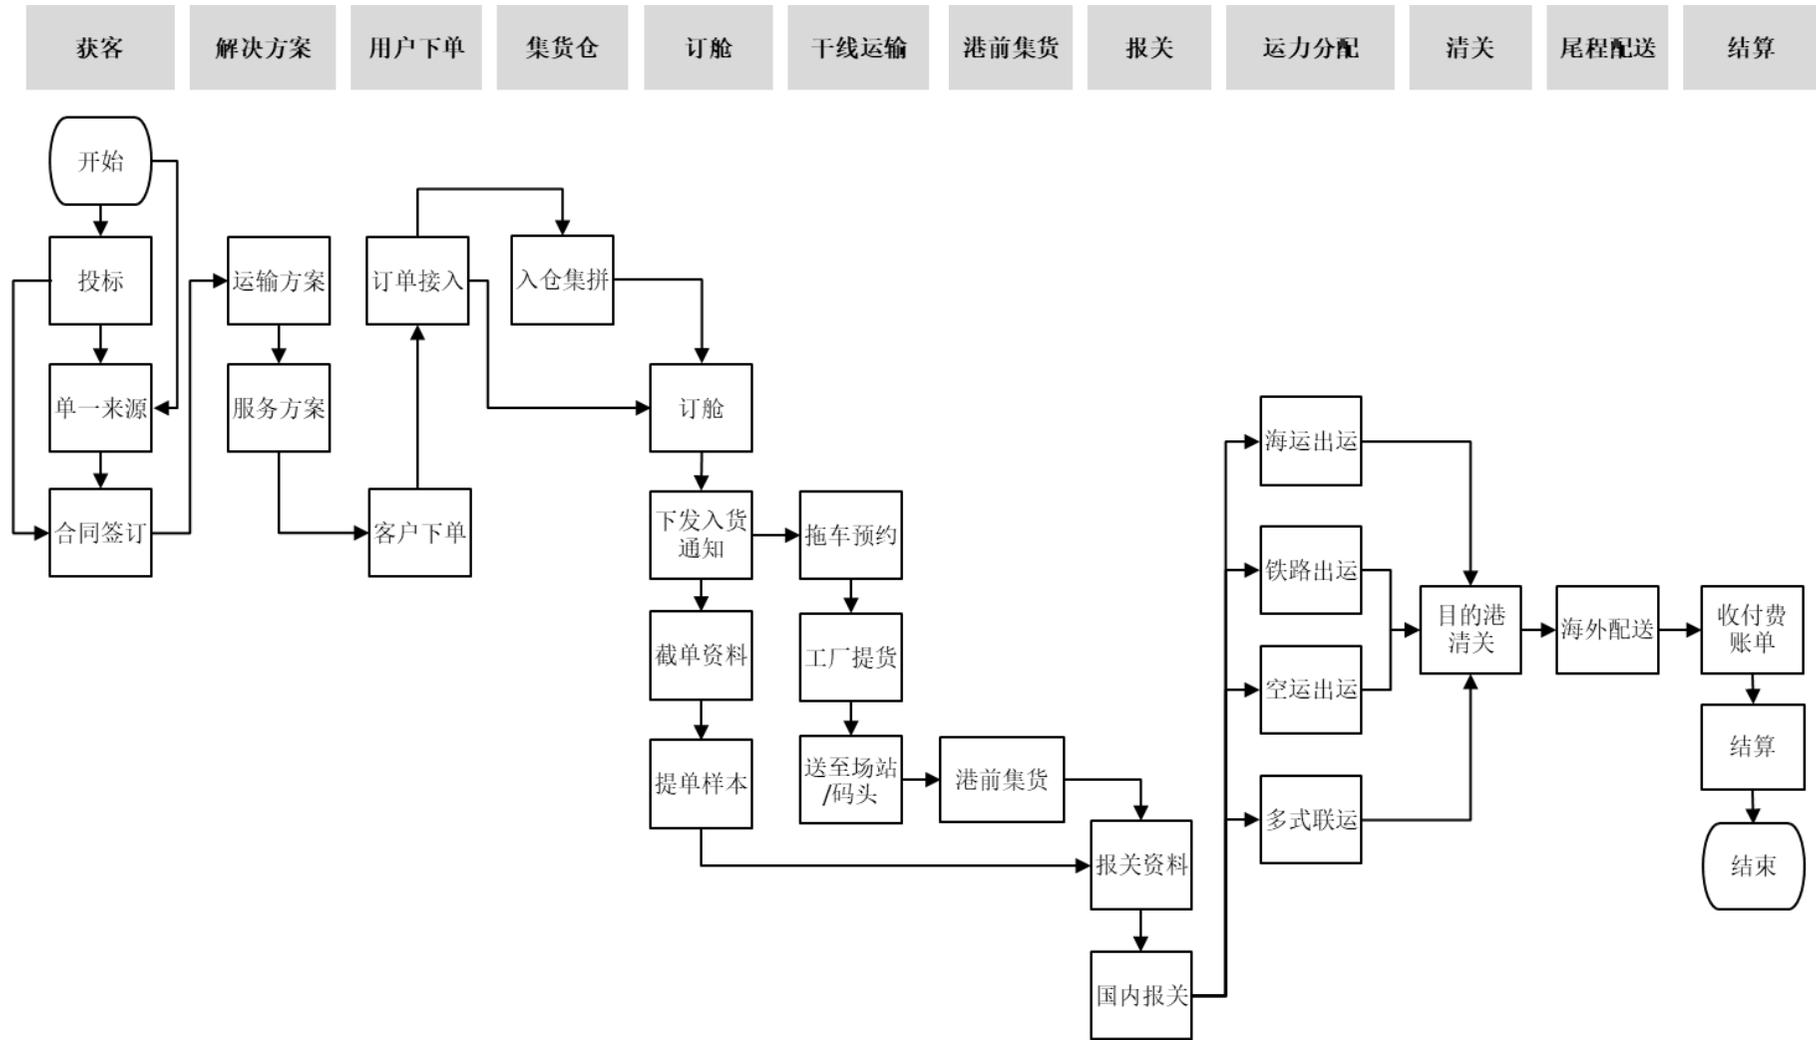 获客
解决方案
用户下单
集货仓
订舱
干线运输
港前集货
报关
运力分配
清关
尾程配送
结算
开始
投标
单一来源
合同签订
运输方案
服务方案
客户下单
订单接入
入仓集拼
订舱
下发入货
通知
截单资料
提单样本
拖车预约
工厂提货
送至场站
/码头
港前集货
报关资料
国内报关
海运出运
铁路出运
空运出运
多式联运
目的港
清关
海外配送
收付费
账单
结算
结束